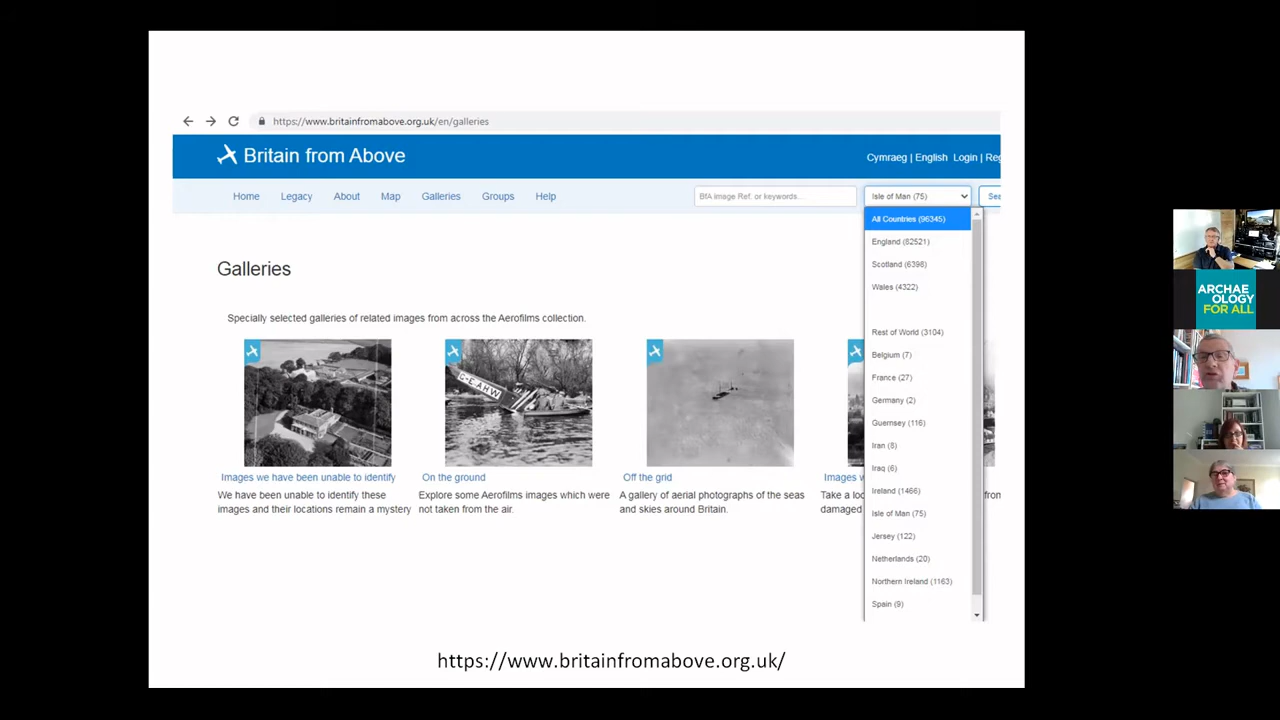 https://www.britainfromabove.org.uk/en/galleries
Britain from Above
Cymraeg | English Login | Reg
Home Legacy About Map Galleries Groups Help
BfA image Ref. or keywords...
Isle of Man (75)
Sea
All Countries (96345)
England (82521)
Scotland (6398)
Wales (4322)
Rest of World (3104)
Belgium (7)
France (27)
Germany (2)
Guernsey (116)
Iran (8)
Iraq (6)
Ireland (1466)
Isle of Man (75)
Jersey (122)
Netherlands (20)
Northern Ireland (1163)
Spain (9)
Galleries
Specially selected galleries of related images from across the Aerofilms collection.
G-EAHW
Images we have been unable to identify
We have been unable to identify these
images and their locations remain a mystery
On the ground
Explore some Aerofilms images which were
not taken from the air.
Off the grid
A gallery of aerial photographs of the seas
and skies around Britain.
Images w
Take a loo
from
damaged
https://www.britainfromabove.org.uk/
ARCHAE
OLOGY
FOR ALL